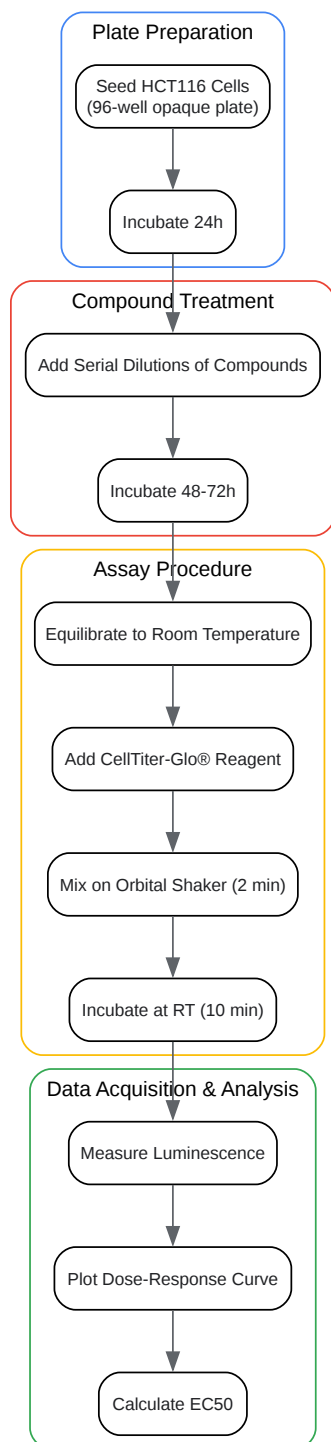 Plate Preparation
Seed HCT116 Cells
(96-well opaque plate)
Incubate 24h
Compound Treatment
Add Serial Dilutions of Compounds
Incubate 48-72h
Assay Procedure
Equilibrate to Room Temperature
Add CellTiter-Glo® Reagent
Mix on Orbital Shaker (2 min)
Incubate at RT (10 min)
Data Acquisition & Analysis
Measure Luminescence
Plot Dose-Response Curve
Calculate EC50